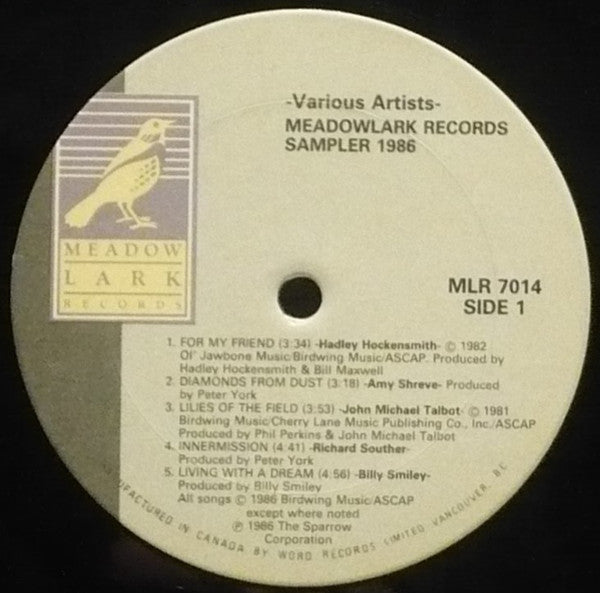 -Various Artists-
MEADOWLARK RECORDS
SAMPLER 1986
MEADOW
LARK
RECORDS
MLR 7014
SIDE 1
1. FOR MY FRIEND (3:34) -Hadley Hockensmith- © 1982
Ol' Jawbone Music/Birdwing Music/ASCAP. Produced by
Hadley Hockensmith & Bill Maxwell
2. DIAMONDS FROM DUST (3:18) -Amy Shreve- Produced
by Peter York
3. LILIES OF THE FIELD (3:53) -John Michael Talbot- © 1981
Birdwing Music/Cherry Lane Music Publishing Co., Inc./ASCAP
Produced by Phil Perkins & John Michael Talbot
4. INNERMISSION (4:41) -Richard Souther-
Produced by Peter York
5. LIVING WITH A DREAM (4:56) -Billy Smiley-
Produced by Billy Smiley
All songs © 1986 Birdwing Music/ASCAP
except where noted
℗ 1986 The Sparrow
Corporation
MANUFACTURED IN CANADA BY WORD RECORDS LIMITED VANCOUVER, BC